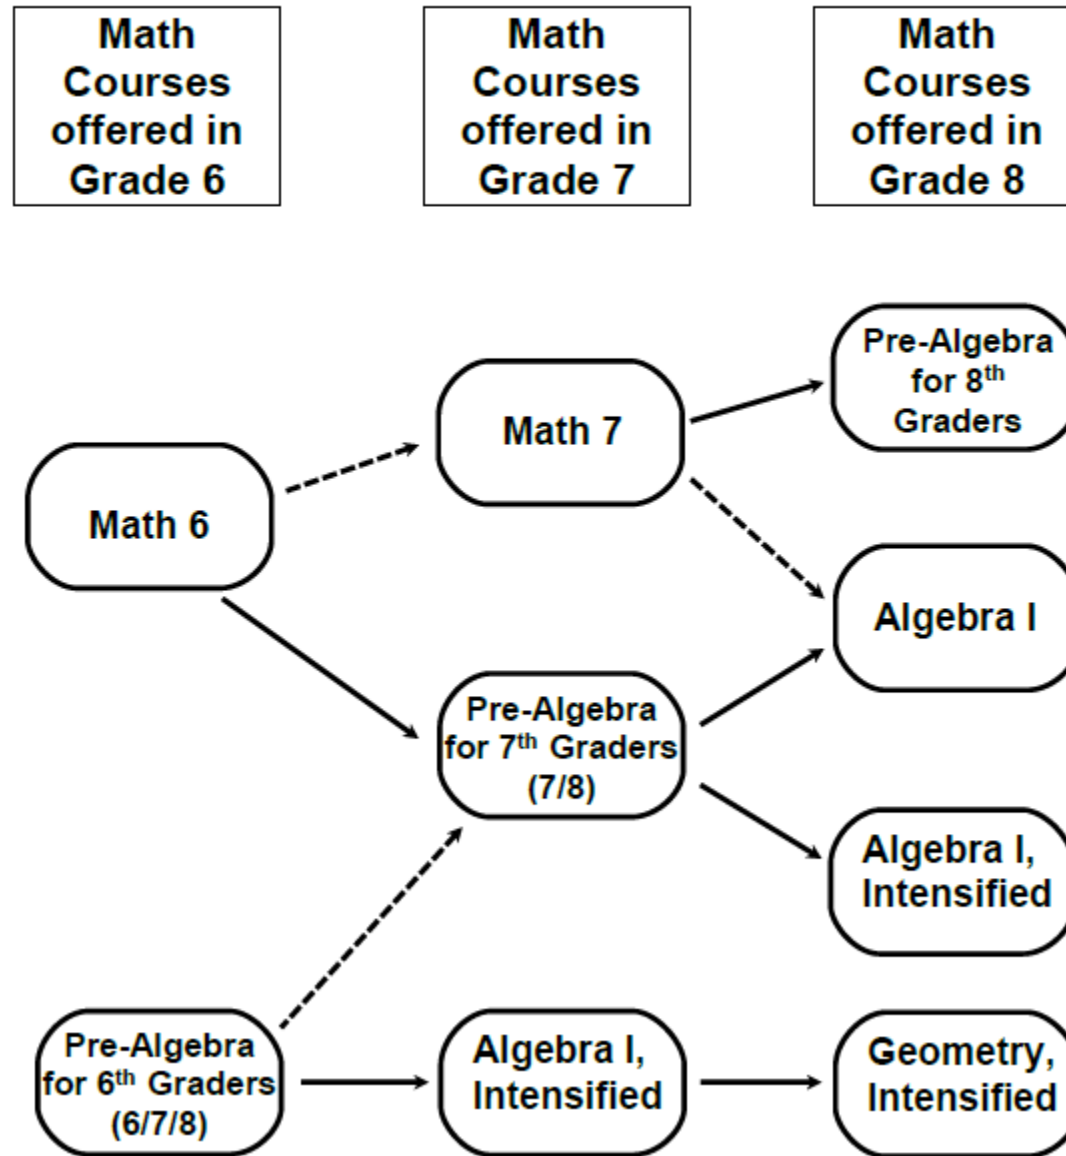 Math
Courses
offered in
Grade 6
Math
Courses
offered in
Grade 7
Math
Courses
offered in
Grade 8
Math 6
Pre-Algebra
for 6th Graders
(6/7/8)
Math 7
Pre-Algebra
for 7th Graders
(7/8)
Algebra I,
Intensified
Pre-Algebra
for 8th
Graders
Algebra I
Algebra I,
Intensified
Geometry,
Intensified